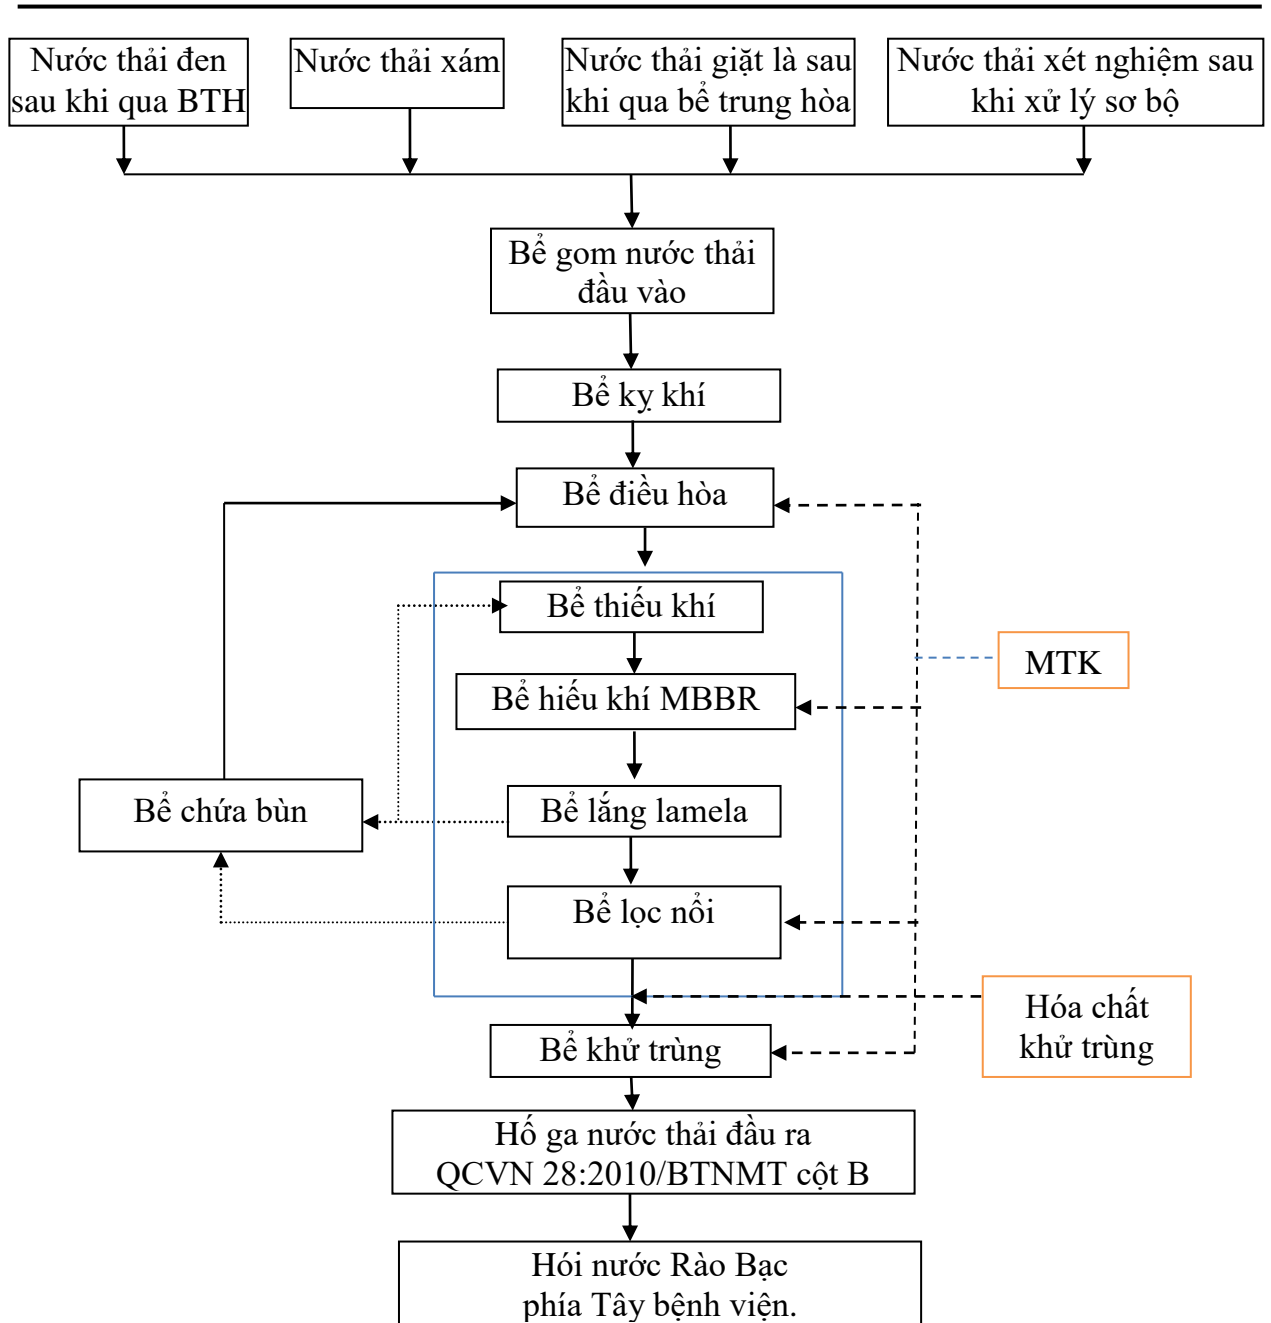 Nước thải đen
sau khi qua BTH
Nước thải xám
Nước thải giặt là sau
khi qua bể trung hòa
Nước thải xét nghiệm sau
khi xử lý sơ bộ
Bể gom nước thải
đầu vào
Bể kỵ khí
Bể điều hòa
Bể thiếu khí
MTK
Bể hiếu khí MBBR
Bể chứa bùn
Bể lắng lamela
Bể lọc nổi
Hóa chất
khử trùng
Bể khử trùng
Hố ga nước thải đầu ra
QCVN 28:2010/BTNMT cột B
Hói nước Rào Bạc
phía Tây bệnh viện.